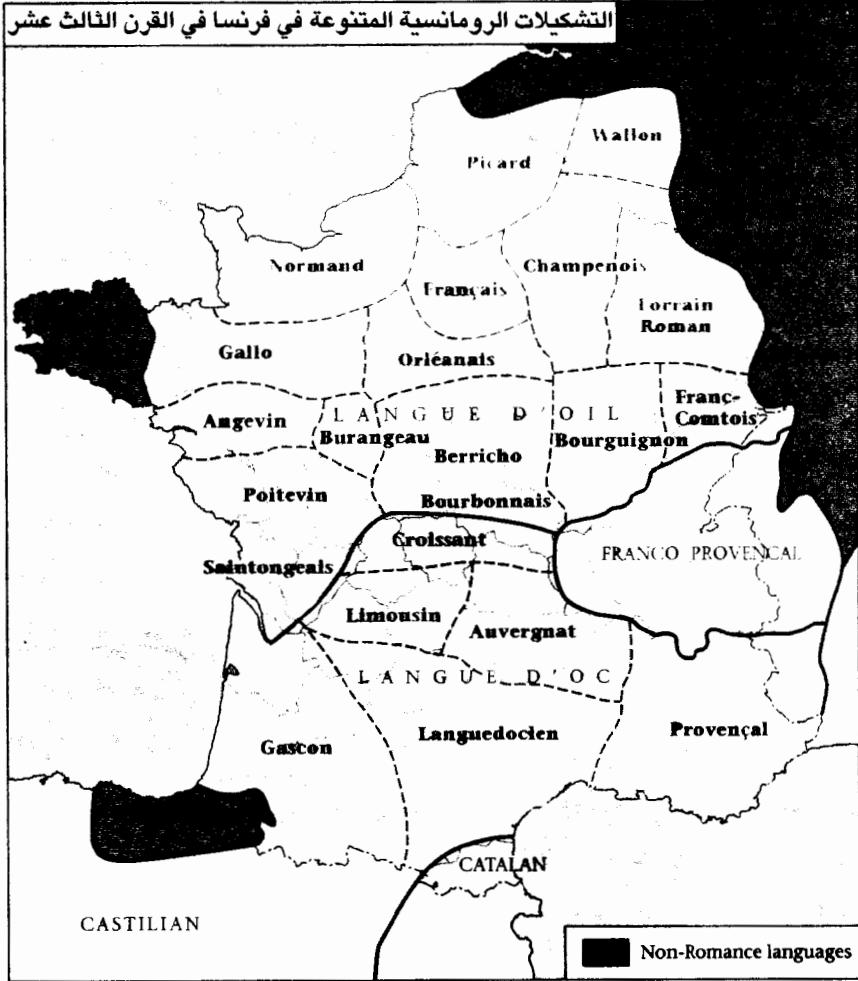 التشكيلات الرومانسية المتنوعة في فرنسا في القرن الثالث عشر
Wallon
Picard
Normand
Français
Champenois
Lorrain
Roman
Gallo
Orléanais
Angevin
LANGUE D'OIL
Franc-
Comtois
Burangeau
Berricho
Bourguignon
Poitevin
Bourbonnais
Croissant
FRANCO PROVENCAL
Saintongeais
Limousin
Auvergnat
LANGUE D'OC
Gascon
Languedocien
Provençal
CATALAN
CASTILIAN
Non-Romance languages